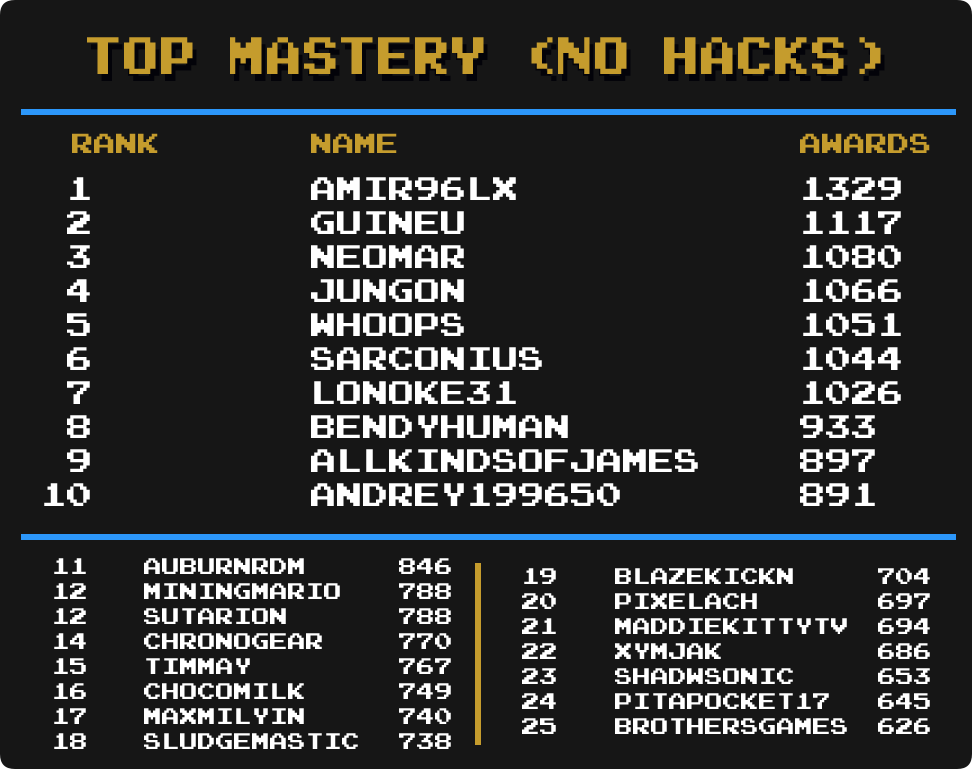 TOP MASTERY (NO HACKS)
RANK NAME AWARDS
1 AMIR96LX 1329
2 GUINEU 1117
3 NEOMAR 1080
4 JUNGON 1066
5 WHOOPS 1051
6 SARCONIUS 1044
7 LONOKE31 1026
8 BENDYHUMAN 933
9 ALLKINDSOFJAMES 897
10 ANDREY199650 891
11 AUBURNRDM 846
12 MININGMARIO 788
12 SUTARION 788
14 CHRONOGEAR 770
15 TIMMAY 767
16 CHOCOMILK 749
17 MAXMILYIN 740
18 SLUDGEMASTIC 738
19 BLAZEKICKN 704
20 PIXELACH 697
21 MADDIEKITTYTV 694
22 XYMJAK 686
23 SHADWSONIC 653
24 PITAPOCKET17 645
25 BROTHERSGAMES 626